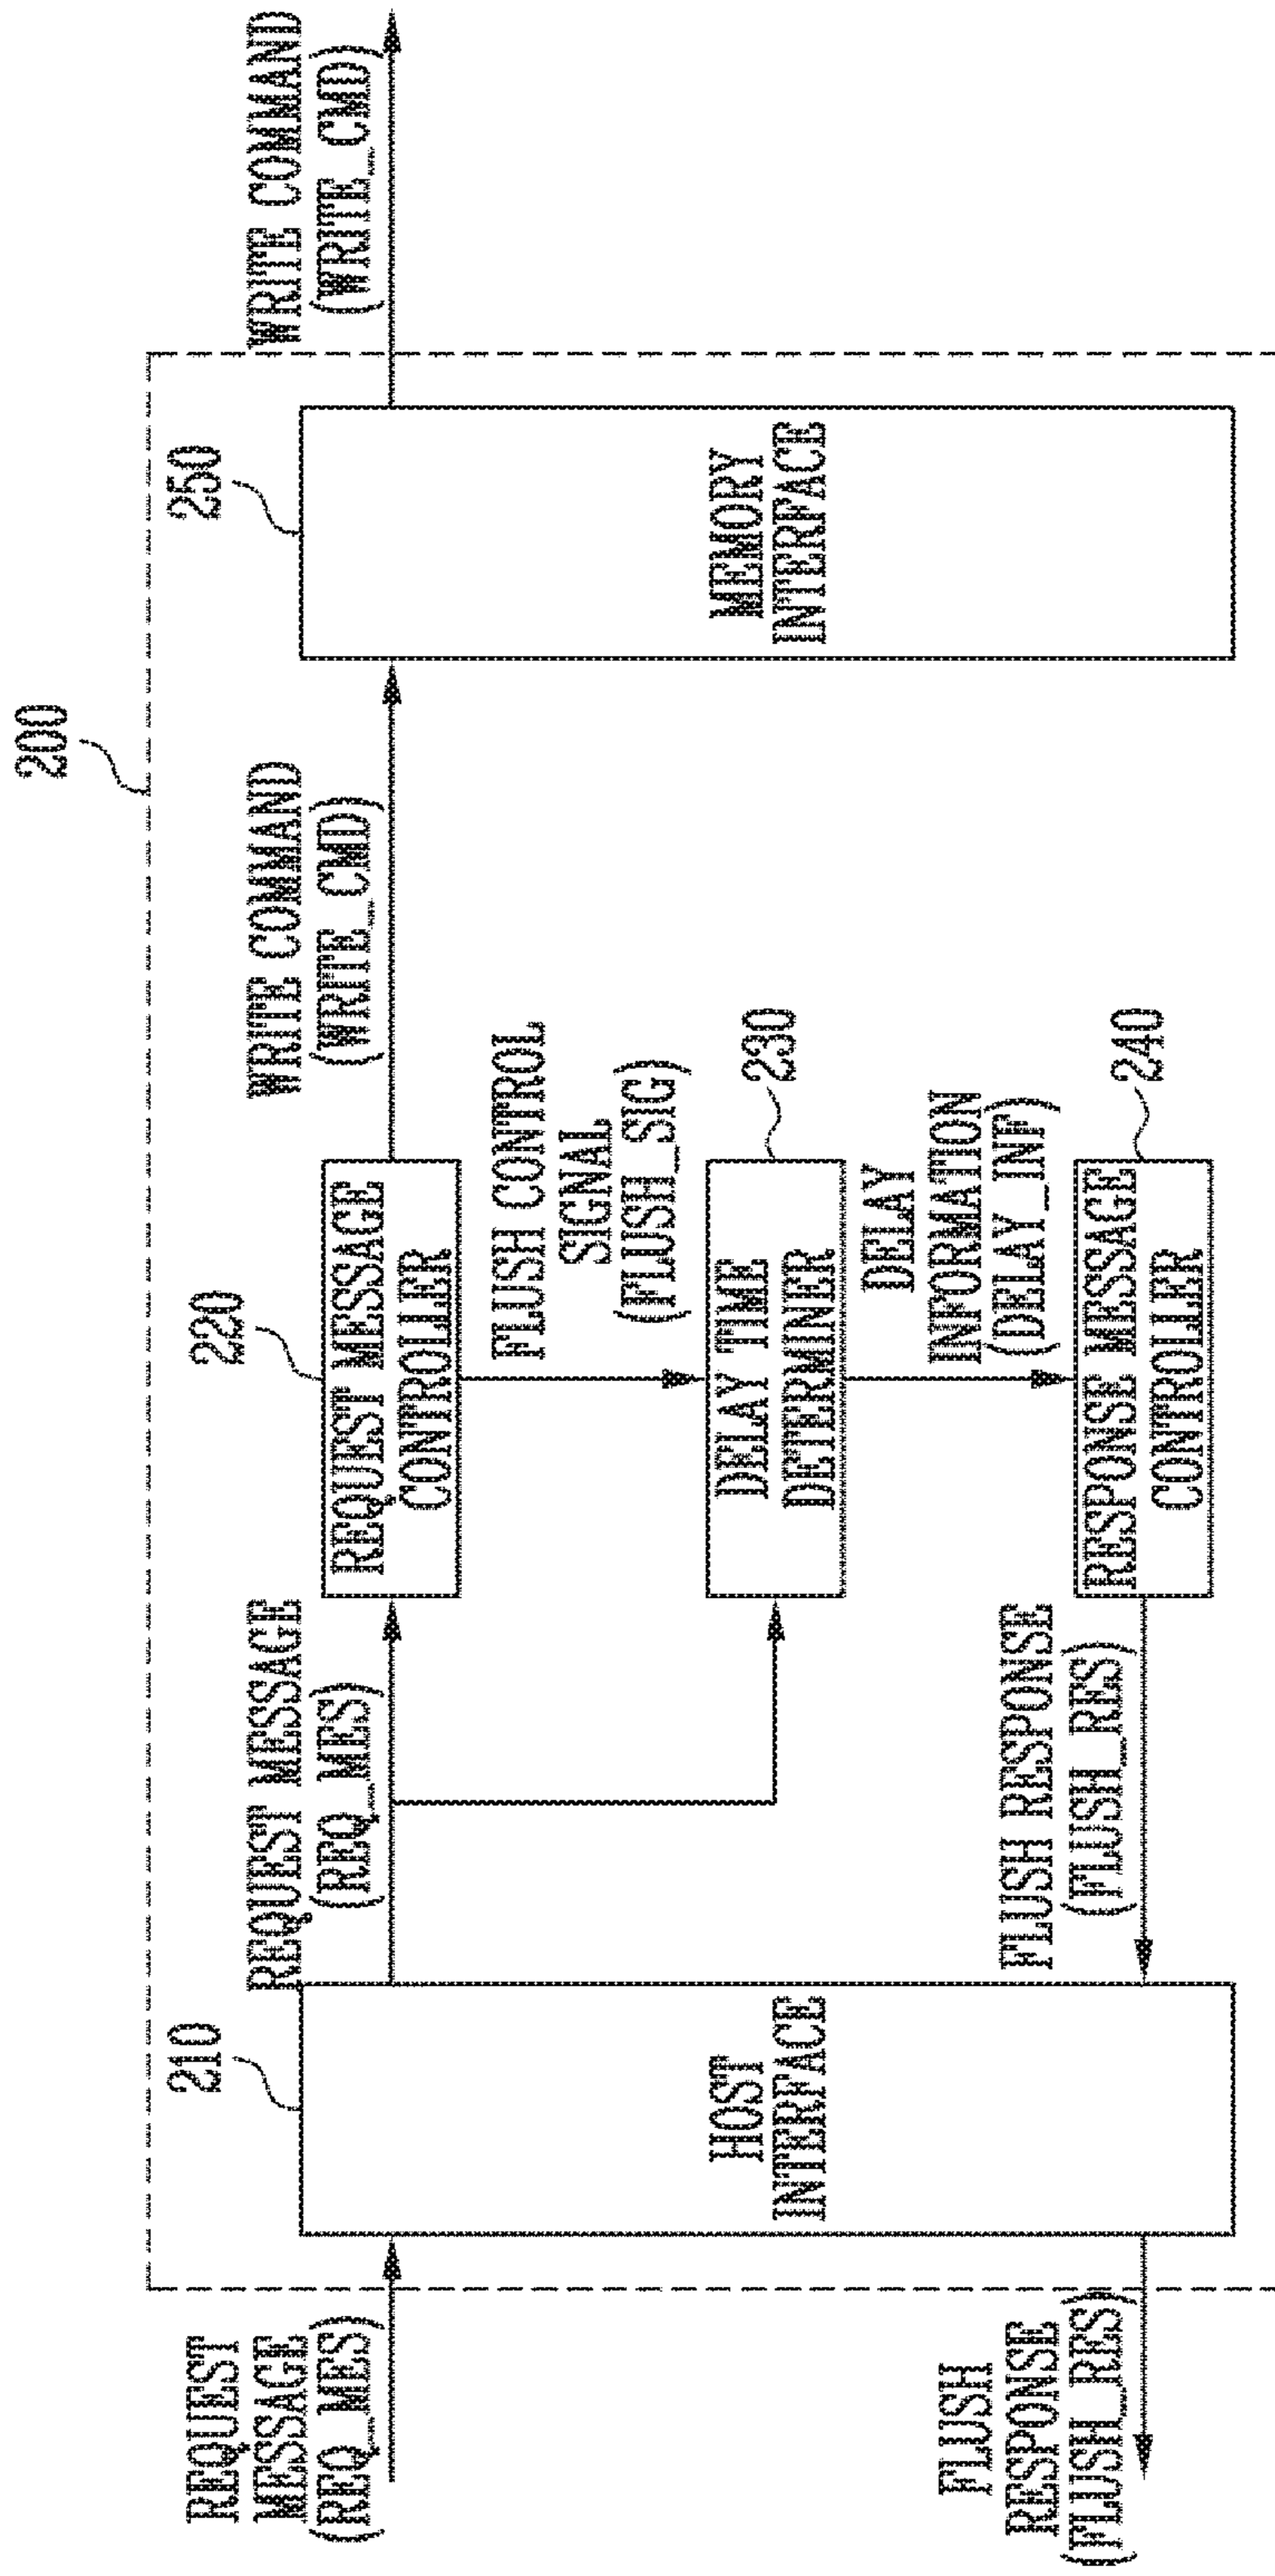 200
REQUEST
MESSAGE
(REQ_MES)
210
HOST
INTERFACE
REQUEST MESSAGE
(REQ_MES)
220
REQUEST MESSAGE
CONTROLLER
WRITE COMMAND
(WRITE_CMD)
250
MEMORY
INTERFACE
WRITE COMMAND
(WRITE_CMD)
FLUSH CONTROL
SIGNAL
(FLUSH_SIG)
230
DELAY TIME
DETERMINER
DELAY
INFORMATION
(DELAY_INF)
240
RESPONSE MESSAGE
CONTROLLER
FLUSH RESPONSE
(FLUSH_RES)
FLUSH
RESPONSE
(FLUSH_RES)